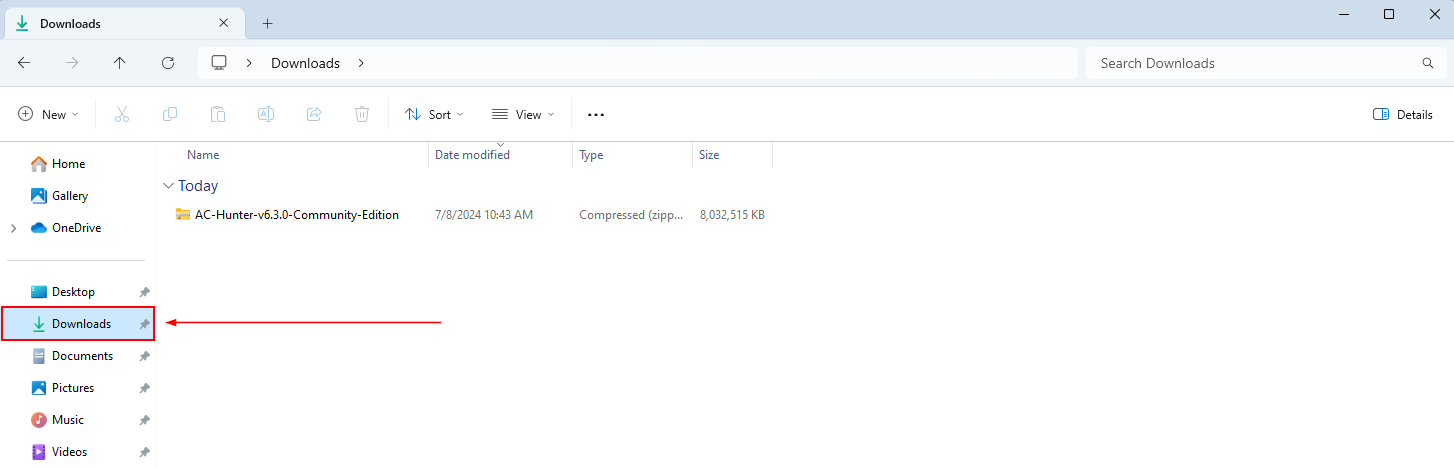 Downloads
Downloads
Search Downloads
New
Sort
View
Details
Name Date modified Type Size
Home
Gallery
OneDrive
Today
AC-Hunter-v6.3.0-Community-Edition 7/8/2024 10:43 AM Compressed (zipp... 8,032,515 KB
Desktop
Downloads
Documents
Pictures
Music
Videos